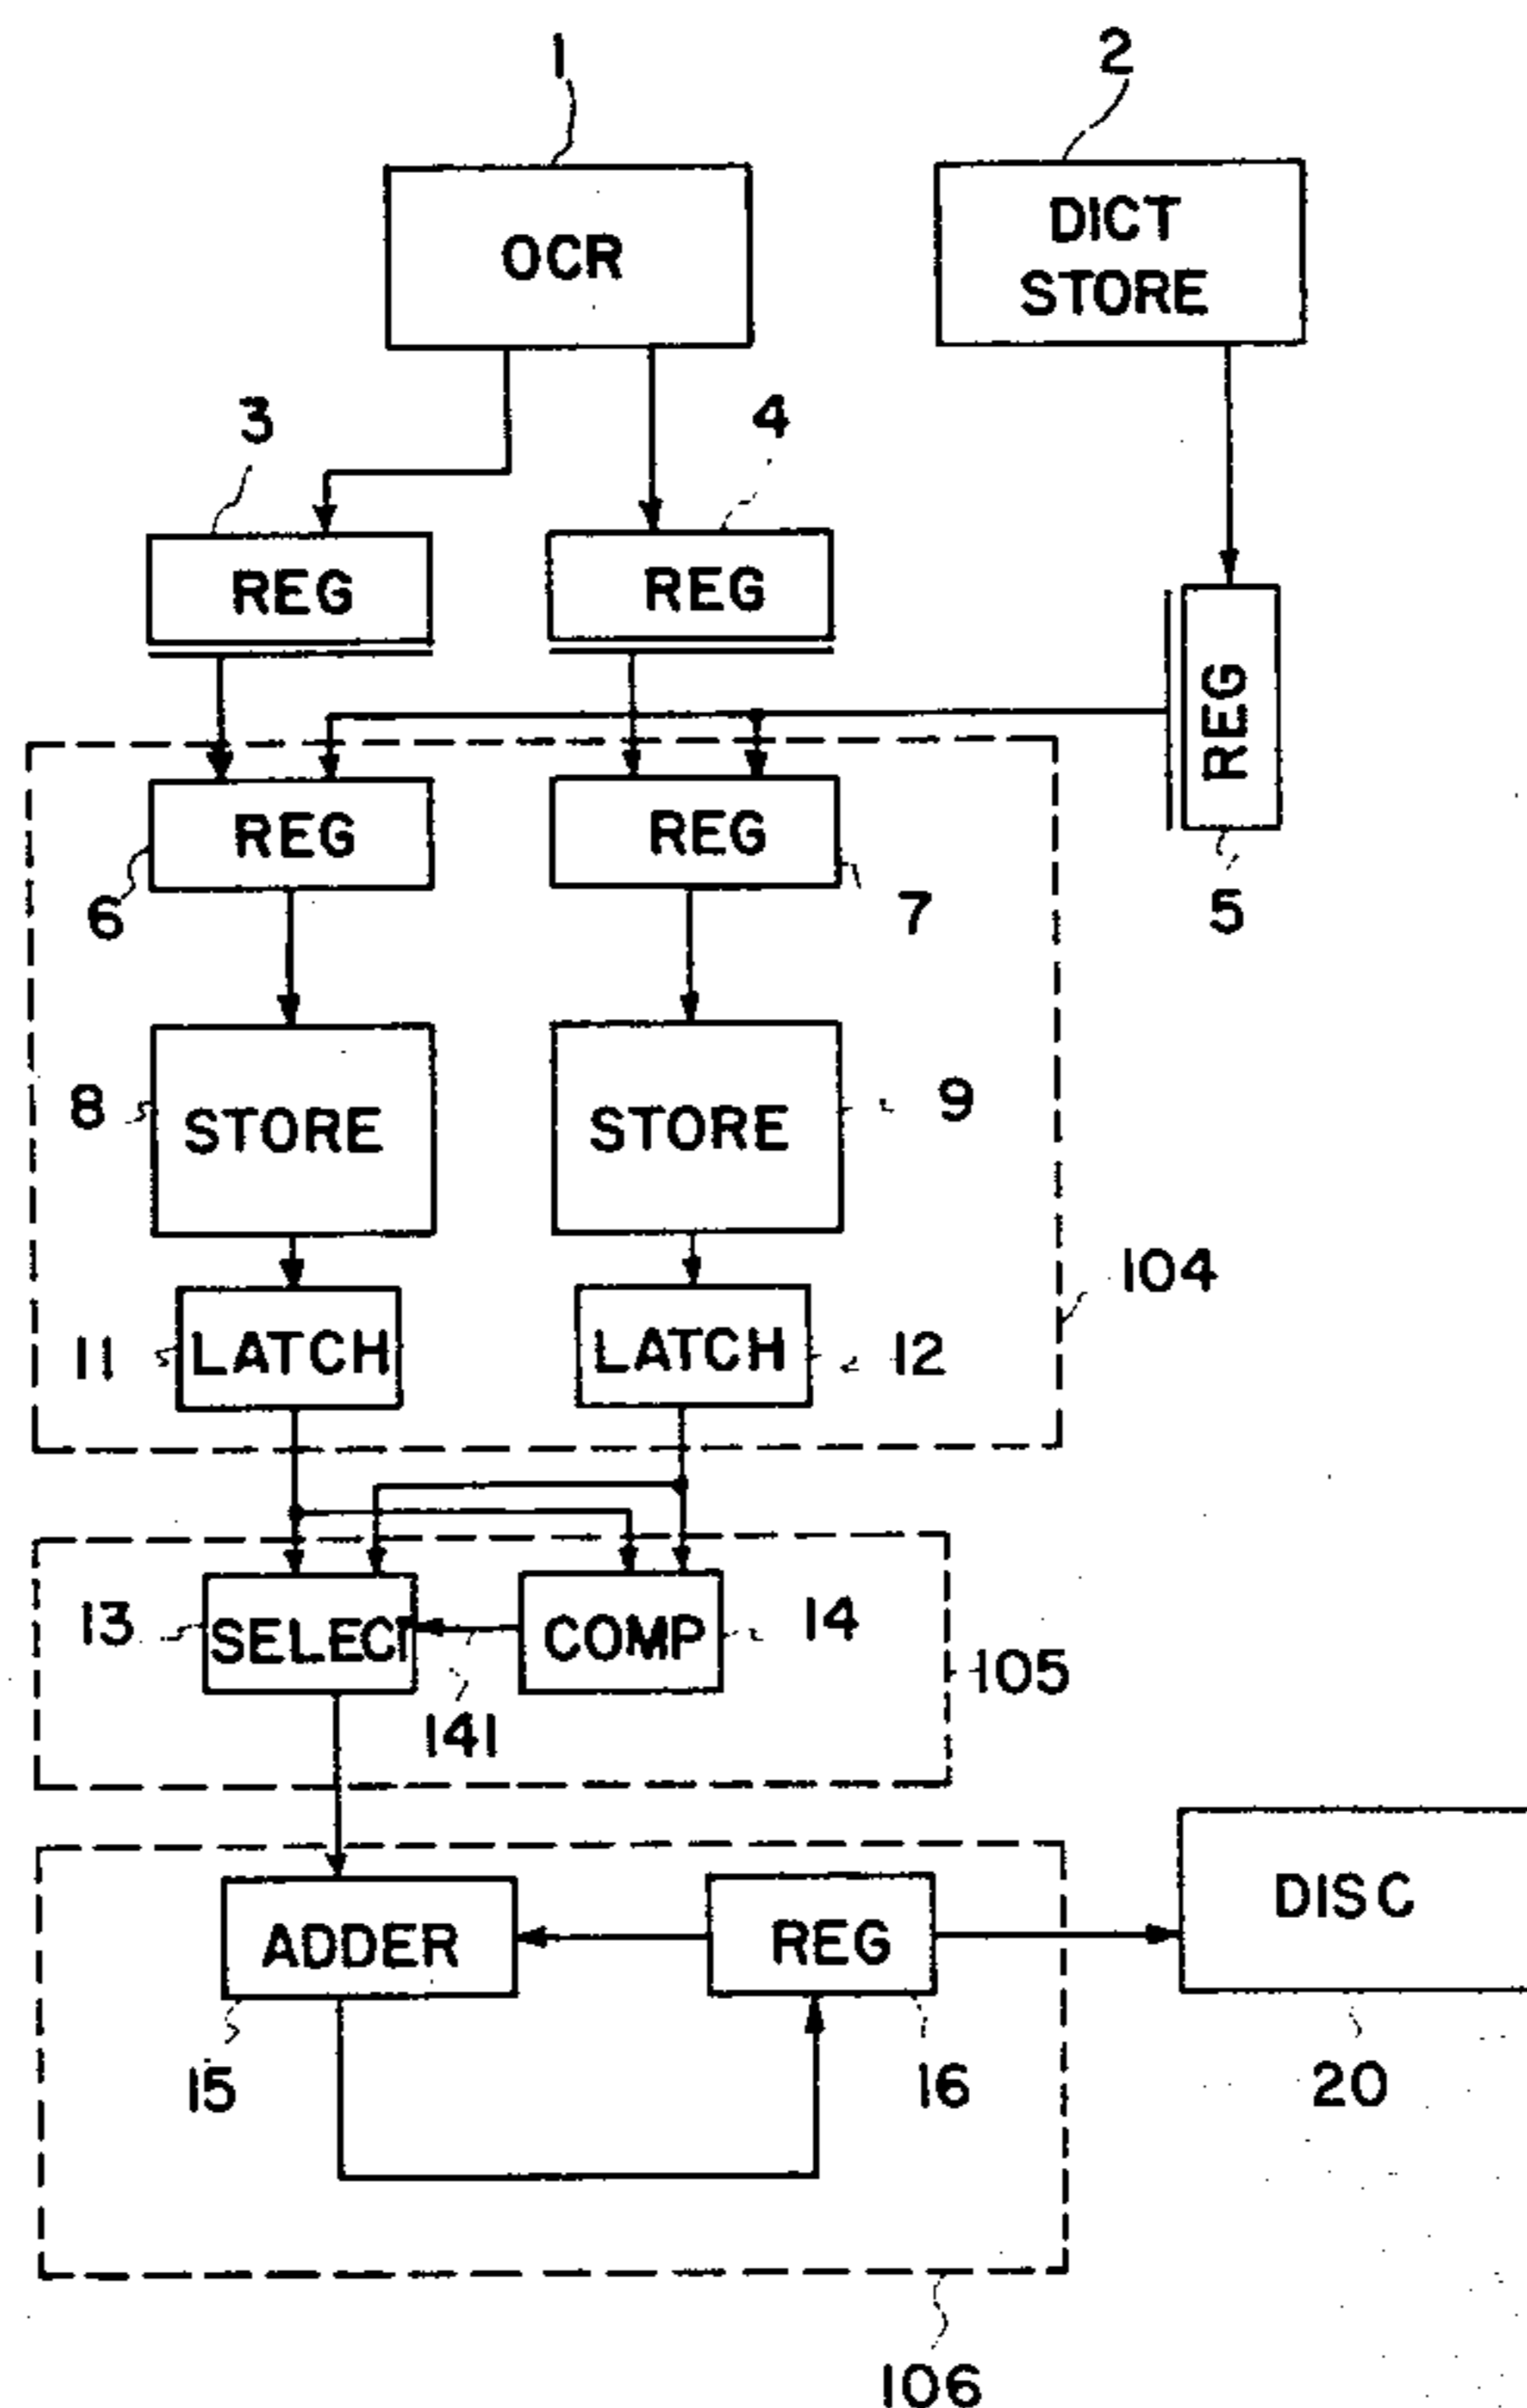 1
2
OCR
DICT
STORE
3
4
REG
REG
REG
REG
REG
6
7
5
8
STORE
STORE
9
104
11
LATCH
LATCH
12
13
SELECT
COMP
14
105
141
ADDER
REG
DISC
15
16
20
106